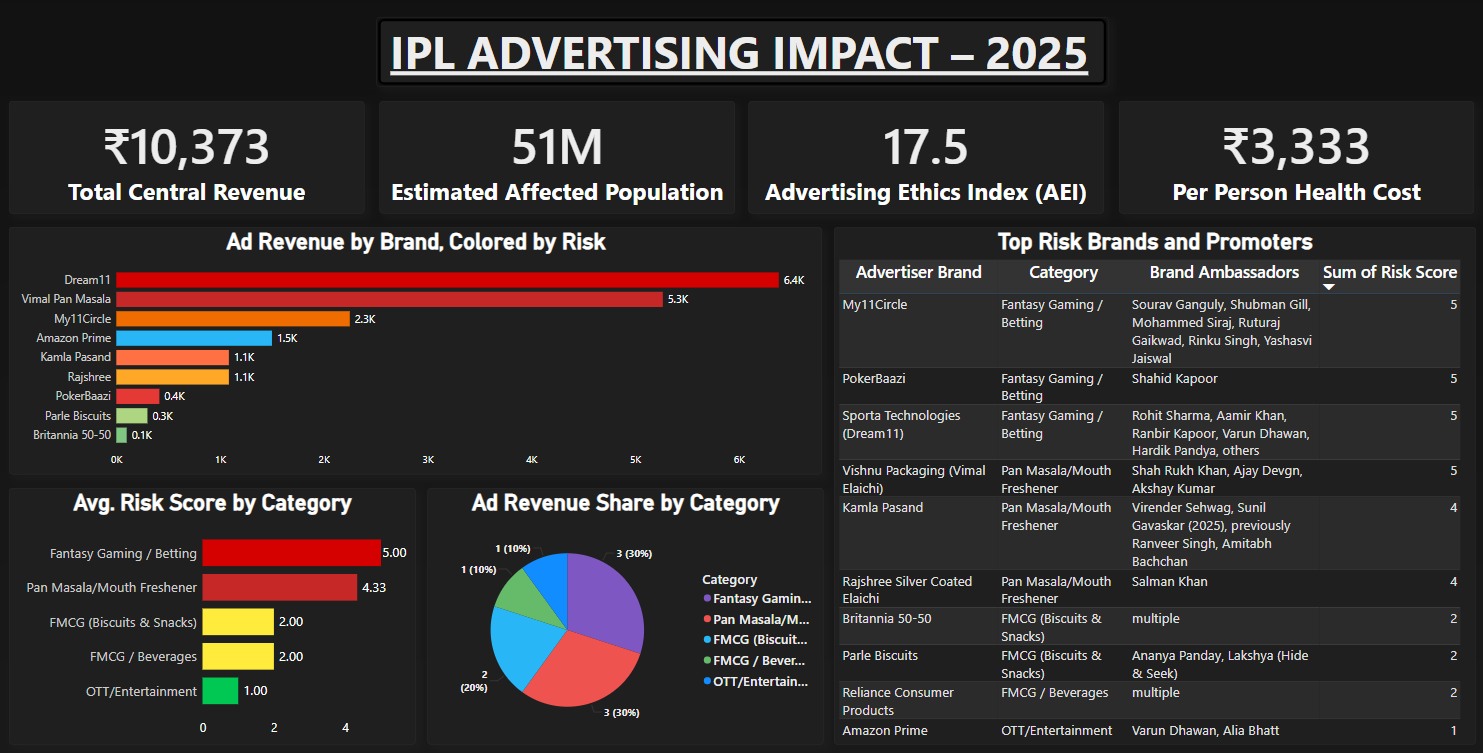 IPL ADVERTISING IMPACT – 2025
₹10,373
Total Central Revenue
51M
Estimated Affected Population
17.5
Advertising Ethics Index (AEI)
₹3,333
Per Person Health Cost
Ad Revenue by Brand, Colored by Risk
Dream11 6.4K
Vimal Pan Masala 5.3K
My11Circle 2.3K
Amazon Prime 1.5K
Kamla Pasand 1.1K
Rajshree 1.1K
PokerBaazi 0.4K
Parle Biscuits 0.3K
Britannia 50-50 0.1K
0K 1K 2K 3K 4K 5K 6K
Avg. Risk Score by Category
Fantasy Gaming / Betting 5.00
Pan Masala/Mouth Freshener 4.33
FMCG (Biscuits & Snacks) 2.00
FMCG / Beverages 2.00
OTT/Entertainment 1.00
0 2 4
Ad Revenue Share by Category
1 (10%)
3 (30%)
1 (10%)
2
(20%)
3 (30%)
Category
Fantasy Gamin...
Pan Masala/M...
FMCG (Biscuit...
FMCG / Bever...
OTT/Entertain...
Top Risk Brands and Promoters
Advertiser Brand Category Brand Ambassadors Sum of Risk Score
My11Circle Fantasy Gaming / Sourav Ganguly, Shubman Gill, 5
Betting Mohammed Siraj, Ruturaj
Gaikwad, Rinku Singh, Yashasvi
Jaiswal
PokerBaazi Fantasy Gaming / Shahid Kapoor 5
Betting
Sporta Technologies Fantasy Gaming / Rohit Sharma, Aamir Khan, 5
(Dream11) Betting Ranbir Kapoor, Varun Dhawan,
Hardik Pandya, others
Vishnu Packaging (Vimal Pan Masala/Mouth Shah Rukh Khan, Ajay Devgn, 5
Elaichi) Freshener Akshay Kumar
Kamla Pasand Pan Masala/Mouth Virender Sehwag, Sunil 4
Freshener Gavaskar (2025), previously
Ranveer Singh, Amitabh
Bachchan
Rajshree Silver Coated Pan Masala/Mouth Salman Khan 4
Elaichi Freshener
Britannia 50-50 FMCG (Biscuits & multiple 2
Snacks)
Parle Biscuits FMCG (Biscuits & Ananya Panday, Lakshya (Hide 2
Snacks) & Seek)
Reliance Consumer FMCG / Beverages multiple 2
Products
Amazon Prime OTT/Entertainment Varun Dhawan, Alia Bhatt 1